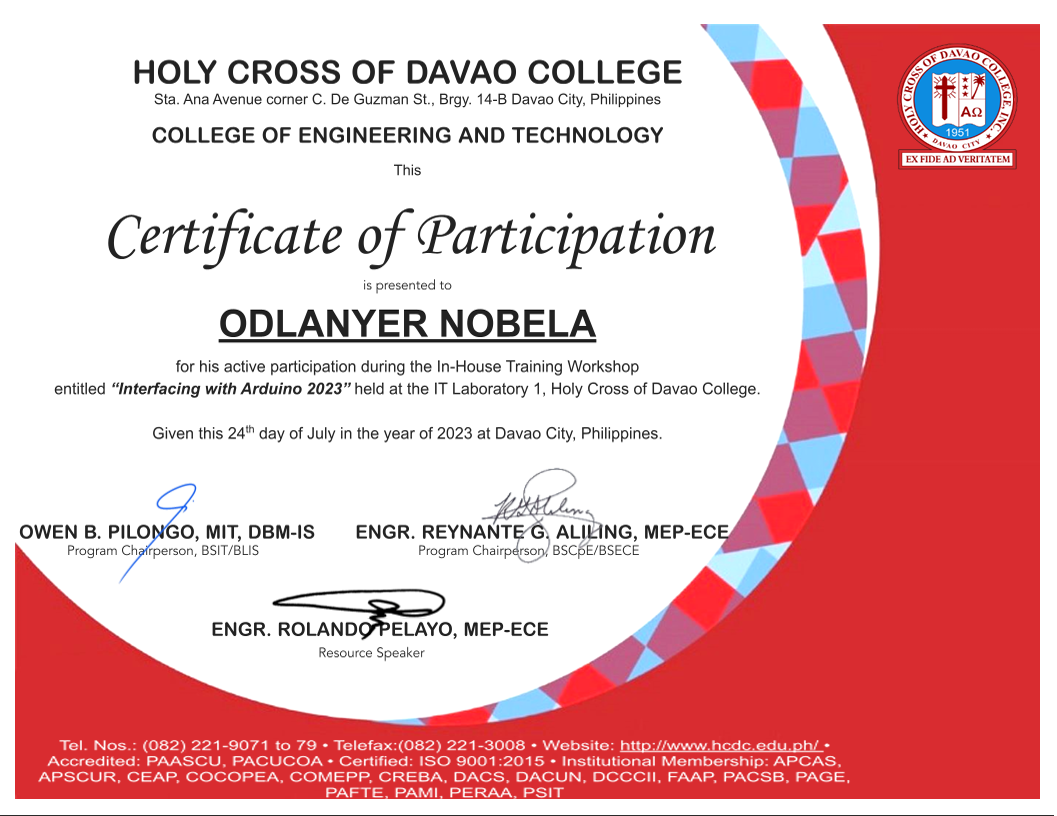 HOLY CROSS OF DAVAO COLLEGE
Sta. Ana Avenue corner C. De Guzman St., Brgy. 14-B Davao City, Philippines
COLLEGE OF ENGINEERING AND TECHNOLOGY
This
Certificate of Participation
is presented to
ODLANYER NOBELA
for his active participation during the In-House Training Workshop
entitled “Interfacing with Arduino 2023” held at the IT Laboratory 1, Holy Cross of Davao College.
Given this 24th day of July in the year of 2023 at Davao City, Philippines.
OWEN B. PILONGO, MIT, DBM-IS
Program Chairperson, BSIT/BLIS
ENGR. REYNANTE G. ALILING, MEP-ECE
Program Chairperson, BSCpE/BSECE
ENGR. ROLANDO PELAYO, MEP-ECE
Resource Speaker
HOLY CROSS OF DAVAO COLLEGE, INC.
ΑΩ
1951
DAVAO CITY
EX FIDE AD VERITATEM
Tel. Nos.: (082) 221-9071 to 79 • Telefax:(082) 221-3008 • Website: http://www.hcdc.edu.ph/ •
Accredited: PAASCU, PACUCOA • Certified: ISO 9001:2015 • Institutional Membership: APCAS,
APSCUR, CEAP, COCOPEA, COMEPP, CREBA, DACS, DACUN, DCCCII, FAAP, PACSB, PAGE,
PAFTE, PAMI, PERAA, PSIT